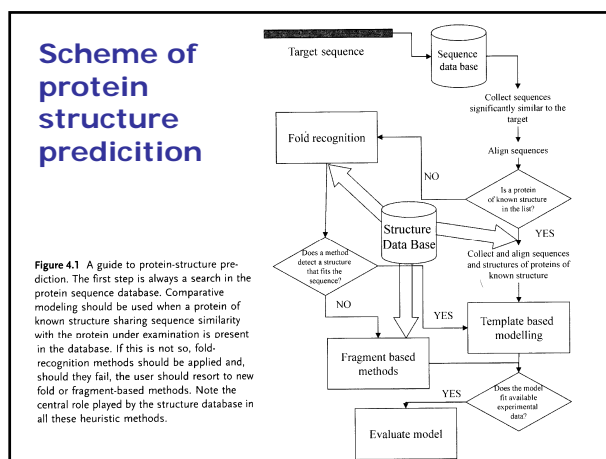 Scheme of
protein
structure
predicition
Target sequence
Sequence
data base
Collect sequences
significantly similar to the
target
Align sequences
Fold recognition
NO
Is a protein
of known structure
in the list?
YES
Structure
Data Base
Collect and align sequences
and structures of proteins of
known structure
Does a method
detect a structure
that fits the
sequence?
NO
YES
Template based
modelling
Fragment based
methods
YES
Does the model
fit available
experimental
data?
Evaluate model
Figure 4.1 A guide to protein-structure pre-
diction. The first step is always a search in the
protein sequence database. Comparative
modeling should be used when a protein of
known structure sharing sequence similarity
with the protein under examination is present
in the database. If this is not so, fold-
recognition methods should be applied and,
should they fail, the user should resort to new
fold or fragment-based methods. Note the
central role played by the structure database in
all these heuristic methods.